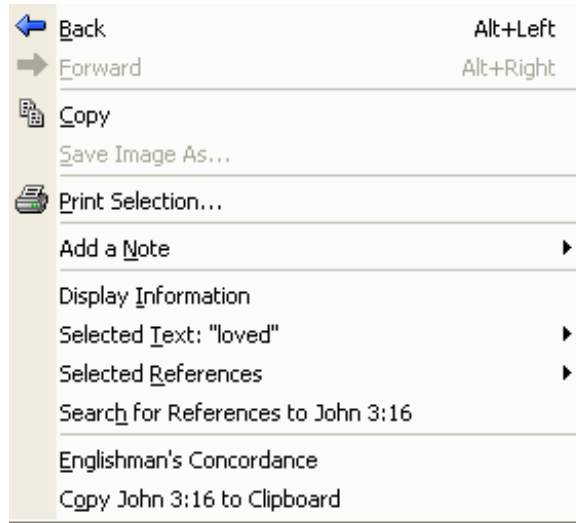 Back Alt+Left
Forward Alt+Right
Copy
Save Image As...
Print Selection...
Add a Note
Display Information
Selected Text: "loved"
Selected References
Search for References to John 3:16
Englishman's Concordance
Copy John 3:16 to Clipboard